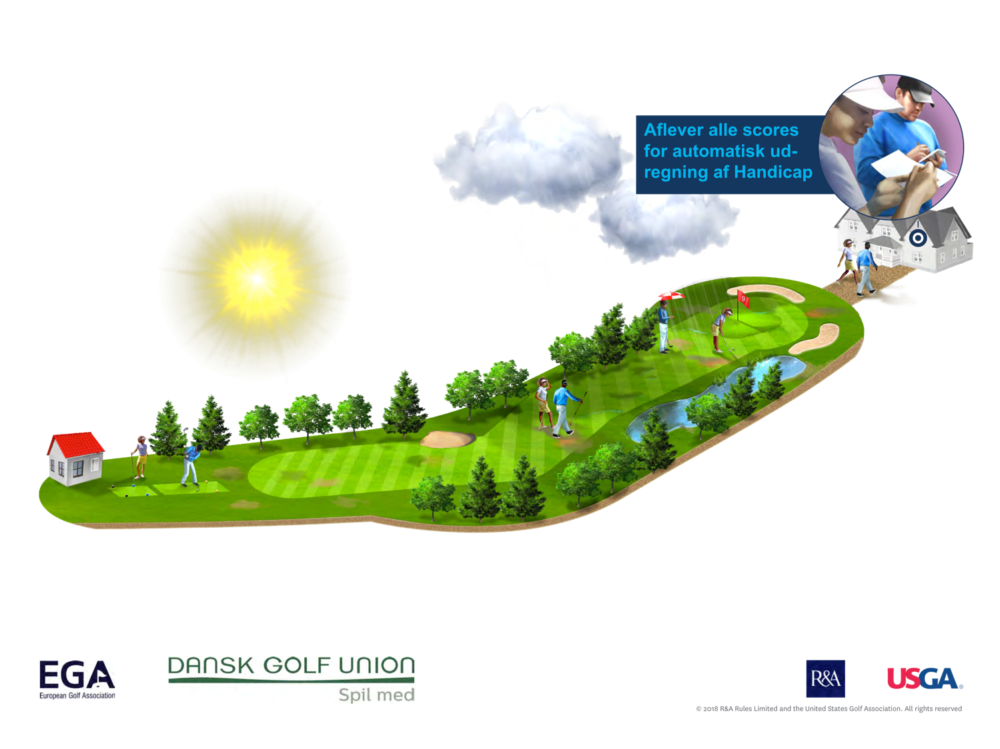 Aflever alle scores
for automatisk ud-
regning af Handicap
9
EGA
European Golf Association
DANSK GOLF UNION
Spil med
R&A
USGA®
© 2018 R&A Rules Limited and the United States Golf Association. All rights reserved